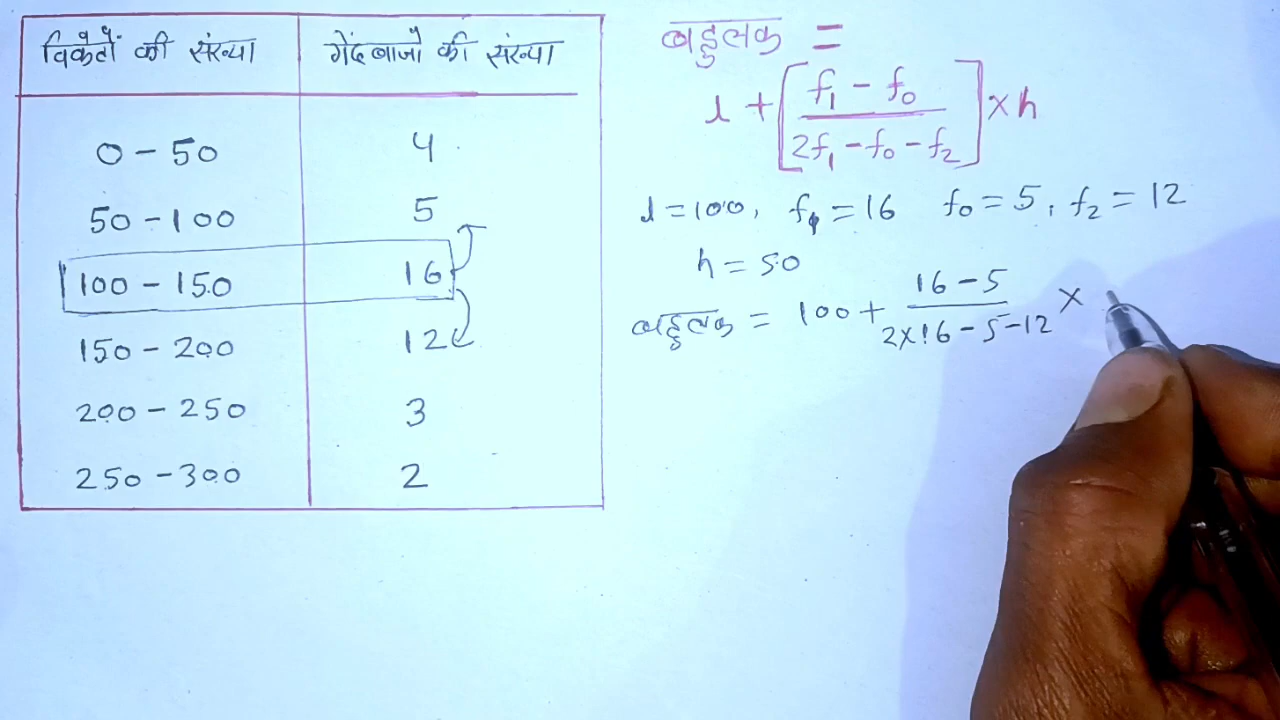 विकेटों की संख्या गेंदबाजों की संख्या
0 - 50 4
50 - 100 5
100 - 150 16
150 - 200 12
200 - 250 3
250 - 300 2
बहुलक =
l + [ (f₁ - f₀) / (2f₁ - f₀ - f₂) ] × h
l = 100, f₁ = 16 f₀ = 5, f₂ = 12
h = 50
बहुलक = 100 + (16 - 5) / (2×16 - 5 - 12) ×